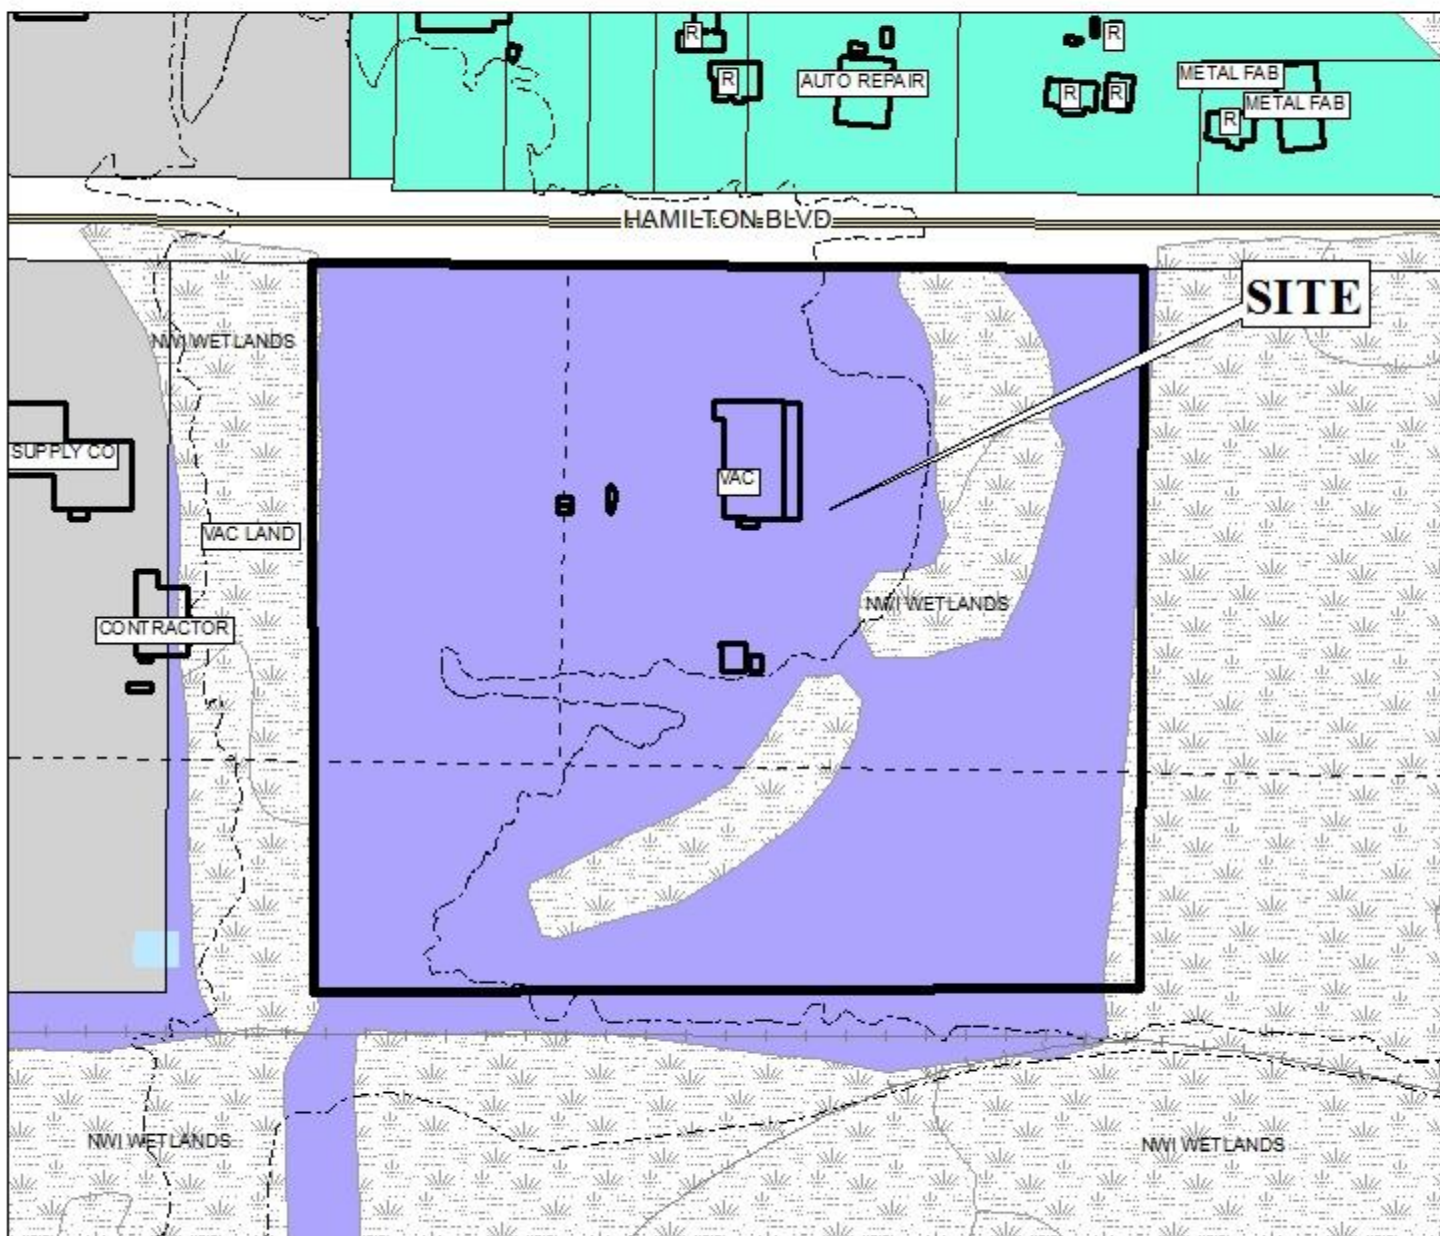 R
R
R
AUTO REPAIR
METAL FAB
R
R
METAL FAB
R
HAMILTON BLVD
SITE
NWI WETLANDS
SUPPLY CO
VAC
VAC LAND
NWI WETLANDS
CONTRACTOR
NWI WETLANDS
NWI WETLANDS